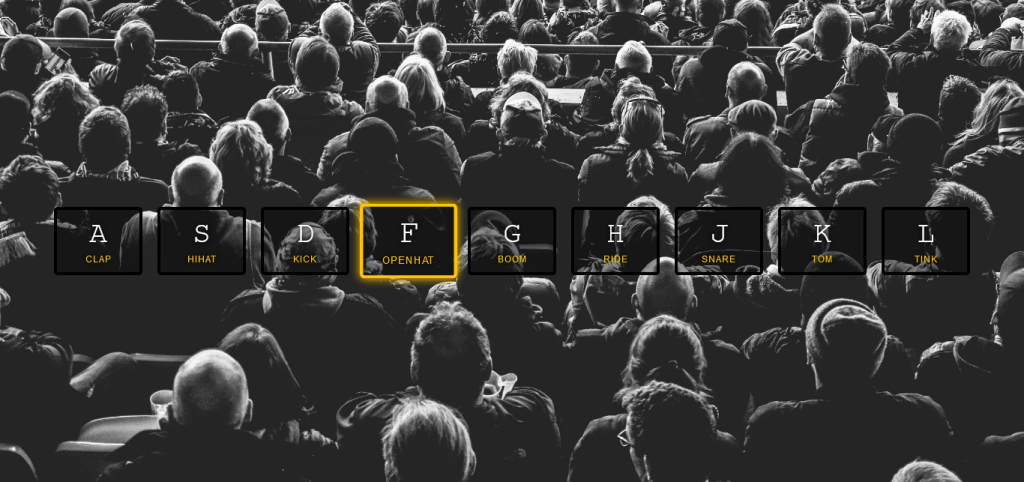 A S D F G H J K L
CLAP HIHAT KICK OPENHAT BOOM RIDE SNARE TOM TINK